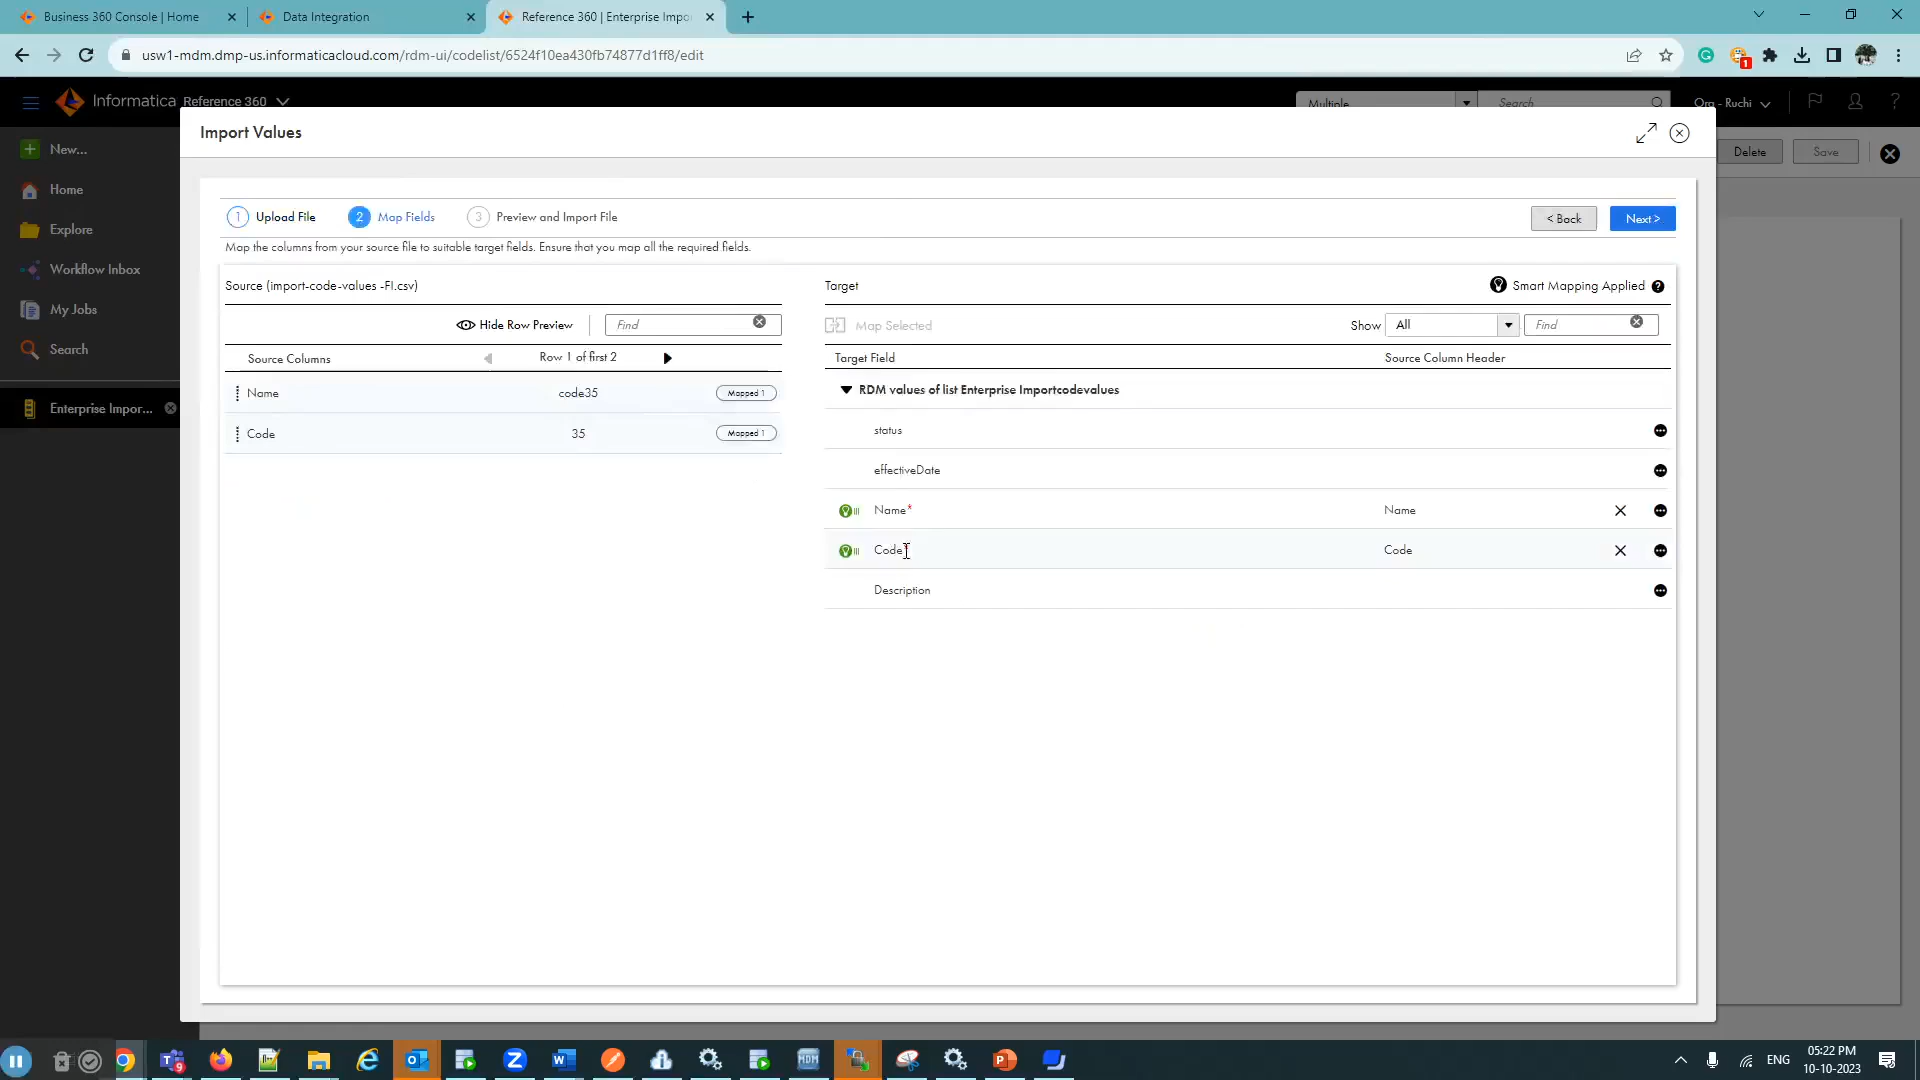 Business 360 Console | Home
Data Integration
Reference 360 | Enterprise Impo
usw1-mdm.dmp-us.informaticacloud.com/rdm-ui/codelist/6524f10ea430fb74877d1ff8/edit
1
Informatica Reference 360
Multiple
Search
Org - Ruchi
?
New...
Home
Explore
Workflow Inbox
My Jobs
Search
Enterprise Impor...
Delete
Save
Import Values
1 Upload File
2 Map Fields
3 Preview and Import File
< Back
Next >
Map the columns from your source file to suitable target fields. Ensure that you map all the required fields.
Source (import-code-values -FI.csv)
Hide Row Preview
Find
Source Columns
Row 1 of first 2
Name code35 Mapped 1
Code 35 Mapped 1
Target
Smart Mapping Applied ?
Map Selected
Show All
Find
Target Field
Source Column Header
RDM values of list Enterprise Importcodevalues
status
effectiveDate
Name* Name
Code* Code
Description
9
MDM
ENG
05:22 PM
10-10-2023